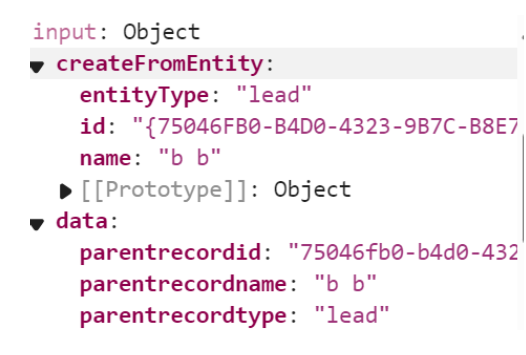 input: Object
createFromEntity:
entityType: "lead"
id: "{75046FB0-B4D0-4323-9B7C-B8E7
name: "b b"
[[Prototype]]: Object
data:
parentrecordid: "75046fb0-b4d0-432
parentrecordname: "b b"
parentrecordtype: "lead"